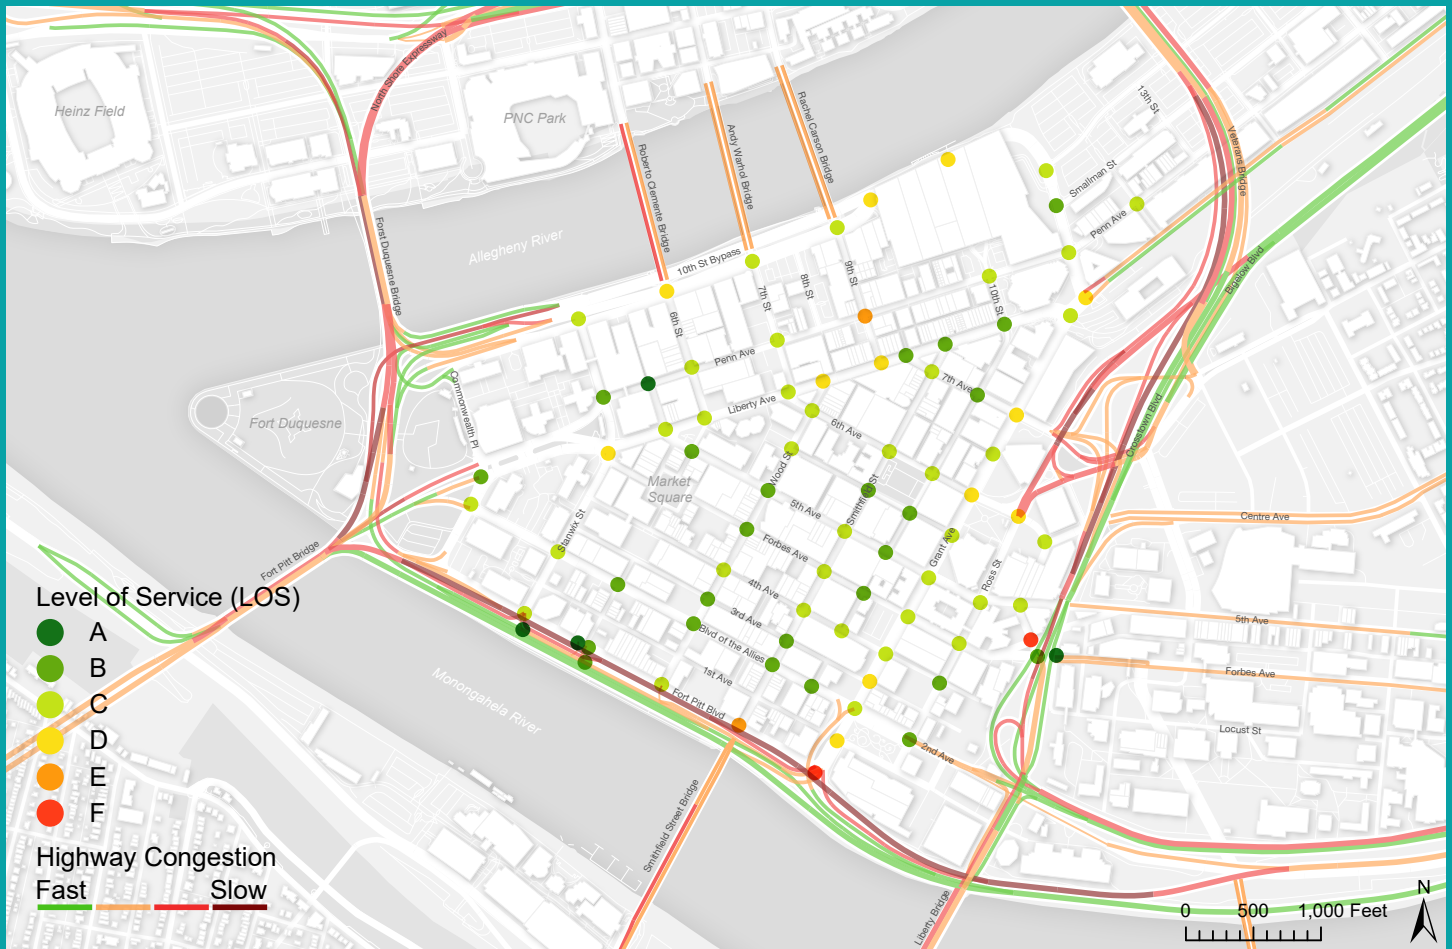 Heinz Field
North Shore Expressway
PNC Park
Roberto Clemente Bridge
Andy Warhol Bridge
Rachel Carson Bridge
13th St
Veterans Bridge
Smallman St
Penn Ave
Forst Duquesne Bridge
Allegheny River
10th St Bypass
6th St
7th St
8th St
9th St
10th St
Bigelow Blvd
Penn Ave
Liberty Ave
7th Ave
6th Ave
Commonwealth Pl
Fort Duquesne
Market
Square
Wood St
Smithfield St
5th Ave
Crosstown Blvd
Centre Ave
Stanwix St
Forbes Ave
Grant Ave
Ross St
4th Ave
3rd Ave
Blvd of the Allies
1st Ave
Fort Pitt Blvd
Fort Pitt Bridge
5th Ave
Forbes Ave
Locust St
2nd Ave
Monongahela River
Smithfield Street Bridge
Liberty Bridge
Level of Service (LOS)
A
B
C
D
E
F
Highway Congestion
Fast Slow
0 500 1,000 Feet
N